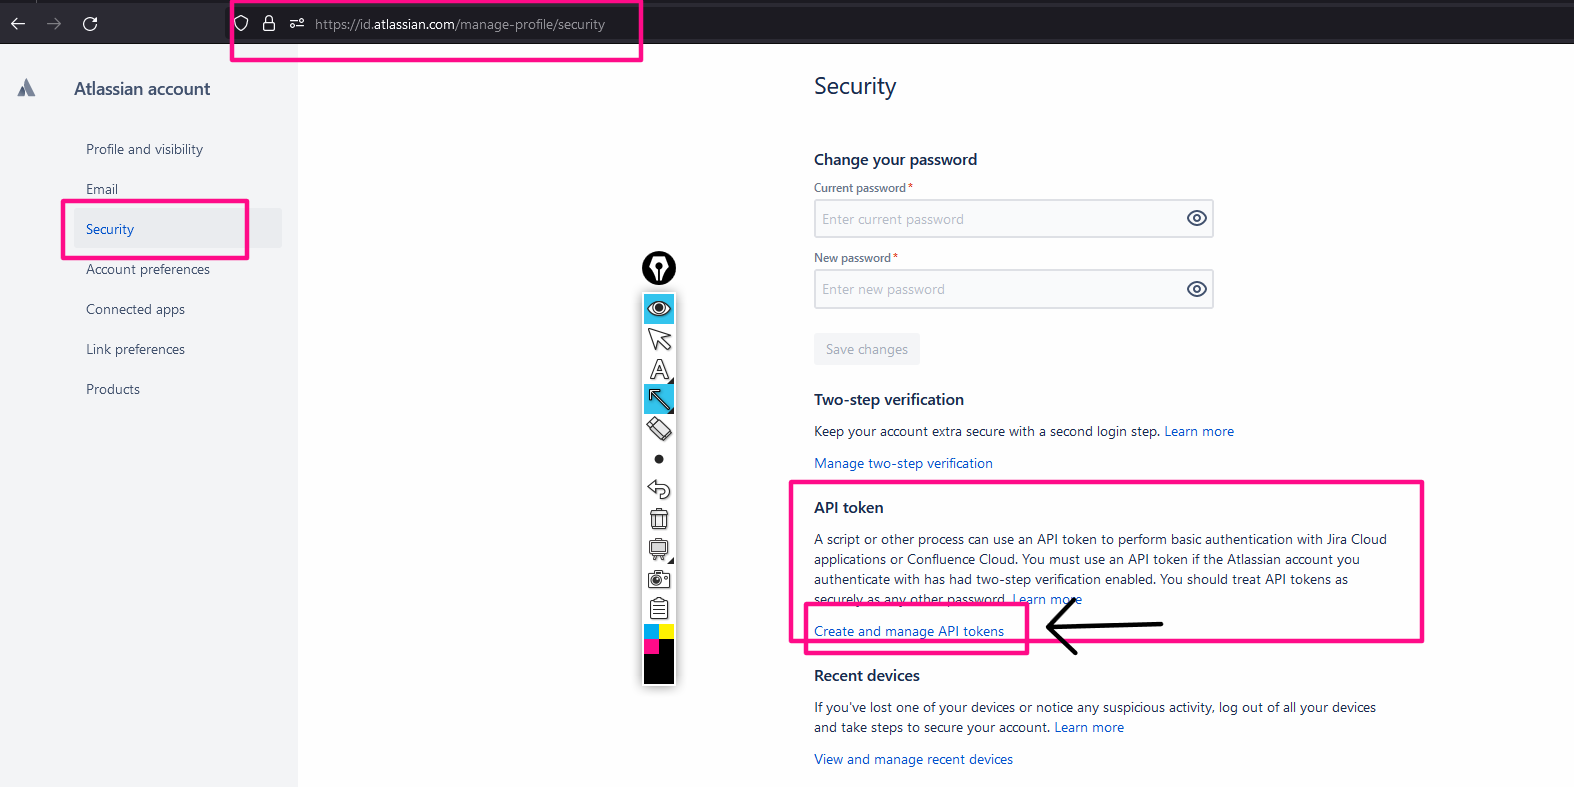 https://id.atlassian.com/manage-profile/security
Atlassian account
Profile and visibility
Email
Security
Account preferences
Connected apps
Link preferences
Products
Security
Change your password
Current password*
Enter current password
New password*
Enter new password
Save changes
Two-step verification
Keep your account extra secure with a second login step. Learn more
Manage two-step verification
API token
A script or other process can use an API token to perform basic authentication with Jira Cloud
applications or Confluence Cloud. You must use an API token if the Atlassian account you
authenticate with has had two-step verification enabled. You should treat API tokens as
securely as any other password. Learn more
Create and manage API tokens
Recent devices
If you've lost one of your devices or notice any suspicious activity, log out of all your devices
and take steps to secure your account. Learn more
View and manage recent devices